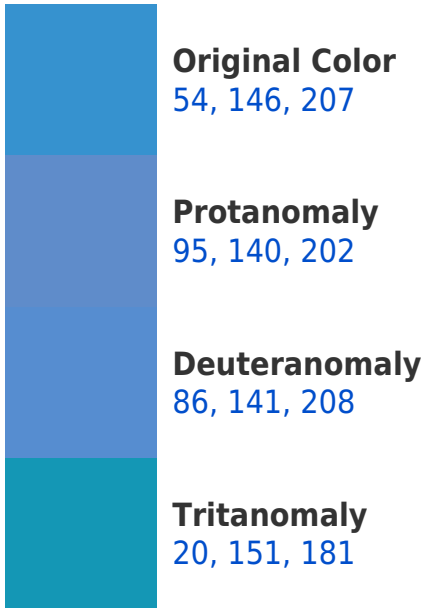 Original Color
54, 146, 207
Protanomaly
95, 140, 202
Deuteranomaly
86, 141, 208
Tritanomaly
20, 151, 181